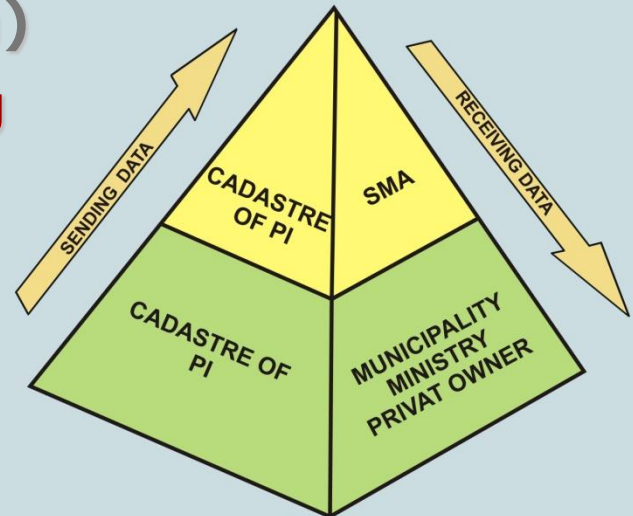 )
SENDING DATA
RECEIVING DATA
CADASTRE
OF PI
SMA
CADASTRE OF
PI
MUNICIPALITY
MINISTRY
PRIVAT OWNER